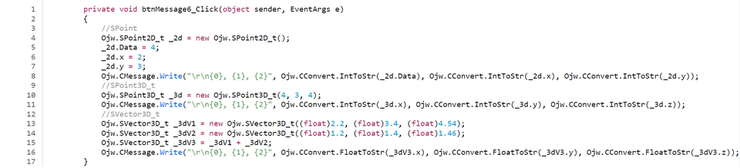 1 private void btnMessage6_Click(object sender, EventArgs e)
2 {
3 //SPoint
4 Ojw.SPoint2D_t _2d = new Ojw.SPoint2D_t();
5 _2d.Data = 4;
6 _2d.x = 2;
7 _2d.y = 3;
8 Ojw.CMessage.Write("\r\n{0}, {1}, {2}", Ojw.CConvert.IntToStr(_2d.Data), Ojw.CConvert.IntToStr(_2d.x), Ojw.CConvert.IntToStr(_2d.y));
9 //SPoint3D_t
10 Ojw.SPoint3D_t _3d = new Ojw.SPoint3D_t(4, 3, 4);
11 Ojw.CMessage.Write("\r\n{0}, {1}, {2}", Ojw.CConvert.IntToStr(_3d.x), Ojw.CConvert.IntToStr(_3d.y), Ojw.CConvert.IntToStr(_3d.z));
12 //SVector3D_t
13 Ojw.SVector3D_t _3dV1 = new Ojw.SVector3D_t((float)2.2, (float)3.4, (float)4.54);
14 Ojw.SVector3D_t _3dV2 = new Ojw.SVector3D_t((float)1.2, (float)1.4, (float)1.46);
15 Ojw.SVector3D_t _3dV3 = _3dV1 + _3dV2;
16 Ojw.CMessage.Write("\r\n{0}, {1}, {2}", Ojw.CConvert.FloatToStr(_3dV3.x), Ojw.CConvert.FloatToStr(_3dV3.y), Ojw.CConvert.FloatToStr(_3dV3.z));
17 }